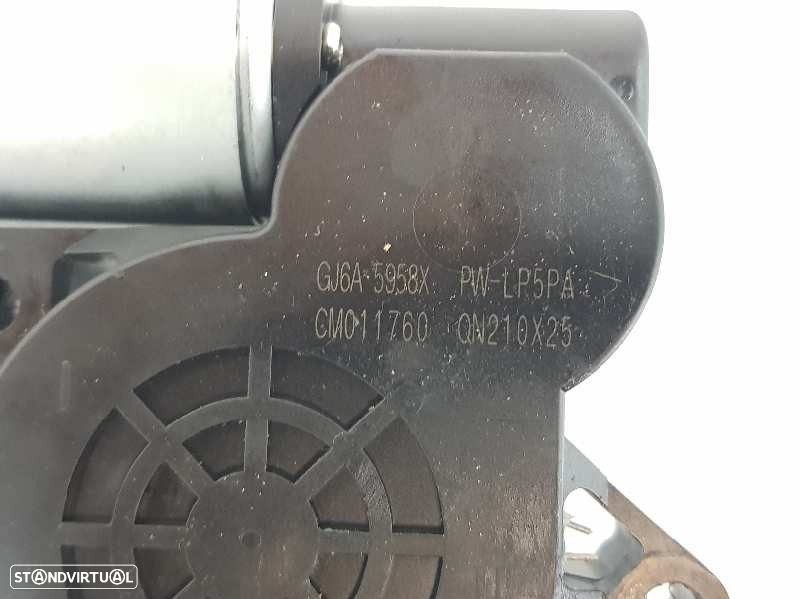 GJ6A-5958X PW-LP5PA
CM011760 QN210X25
STANDVIRTUAL